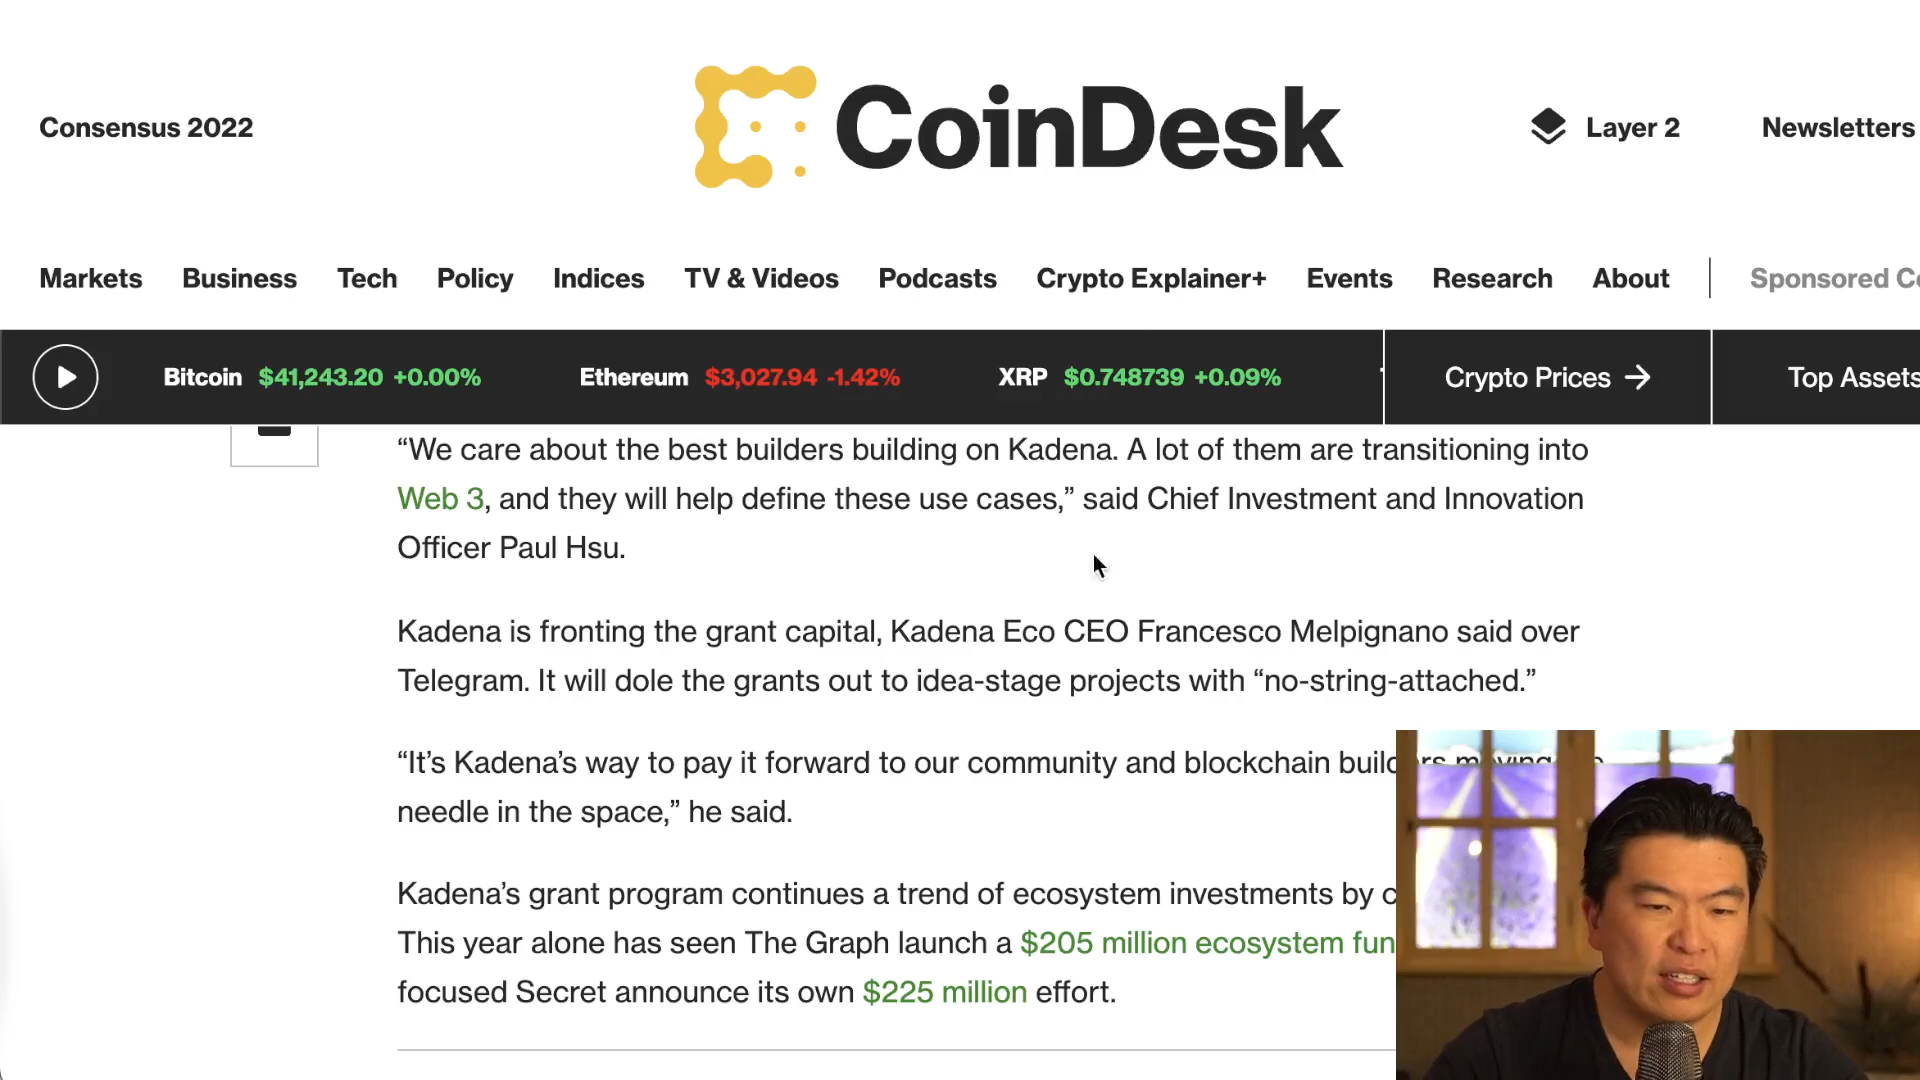 Consensus 2022
CoinDesk
Layer 2
Newsletters
Markets Business Tech Policy Indices TV & Videos Podcasts Crypto Explainer+ Events Research About Sponsored
Bitcoin $41,243.20 +0.00% Ethereum $3,027.94 -1.42% XRP $0.748739 +0.09% Crypto Prices → Top Assets
“We care about the best builders building on Kadena. A lot of them are transitioning into
Web 3, and they will help define these use cases,” said Chief Investment and Innovation
Officer Paul Hsu.
Kadena is fronting the grant capital, Kadena Eco CEO Francesco Melpignano said over
Telegram. It will dole the grants out to idea-stage projects with “no-string-attached.”
“It’s Kadena’s way to pay it forward to our community and blockchain builders moving
needle in the space,” he said.
Kadena’s grant program continues a trend of ecosystem investments by
This year alone has seen The Graph launch a $205 million ecosystem
focused Secret announce its own $225 million effort.